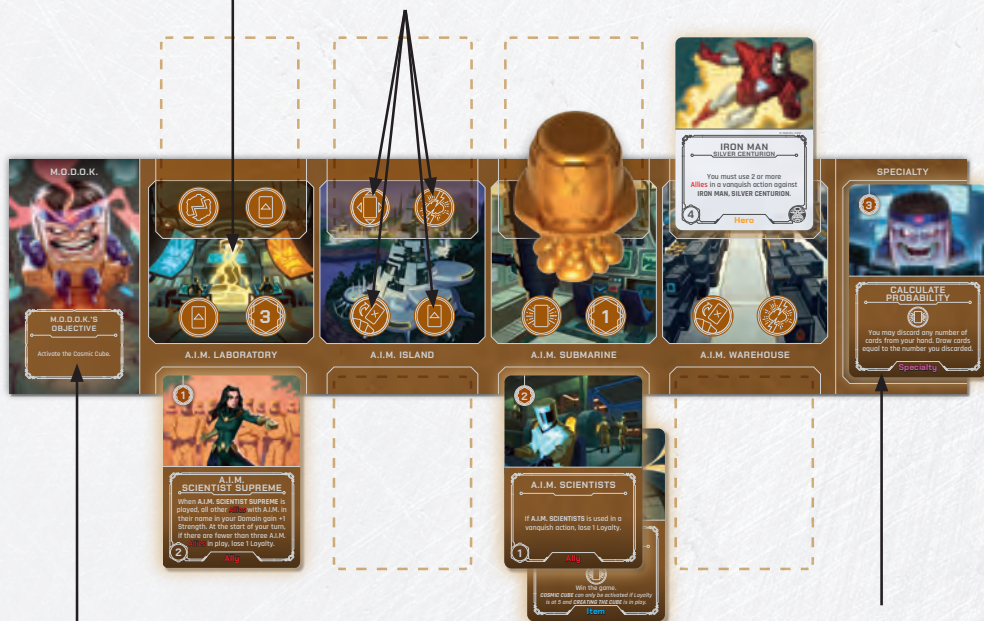 IRON MAN
SILVER CENTURION
You must use 2 or more
Allies in a vanquish action against
IRON MAN, SILVER CENTURION.
4
Hero
M.O.D.O.K.
M.O.D.O.K.'S
OBJECTIVE
Activate the Cosmic Cube.
3
A.I.M. LABORATORY
A.I.M. ISLAND
1
A.I.M. SUBMARINE
A.I.M. WAREHOUSE
SPECIALTY
3
CALCULATE
PROBABILITY
You may discard any number of
cards from your hand. Draw cards
equal to the number you discarded.
Specialty
1
A.I.M.
SCIENTIST SUPREME
When A.I.M. SCIENTIST SUPREME is
played, all other Allies with A.I.M. in
their name in your Domain gain +1
Strength. At the start of your turn,
if there are fewer than three A.I.M.
in play, lose 1 Loyalty.
2
Ally
2
A.I.M. SCIENTISTS
If A.I.M. SCIENTISTS is used in a
vanquish action, lose 1 Loyalty.
1
Ally
Win the game.
COSMIC CUBE can only be activated if Loyalty
is at 5 and CREATING THE CUBE is in play.
Item